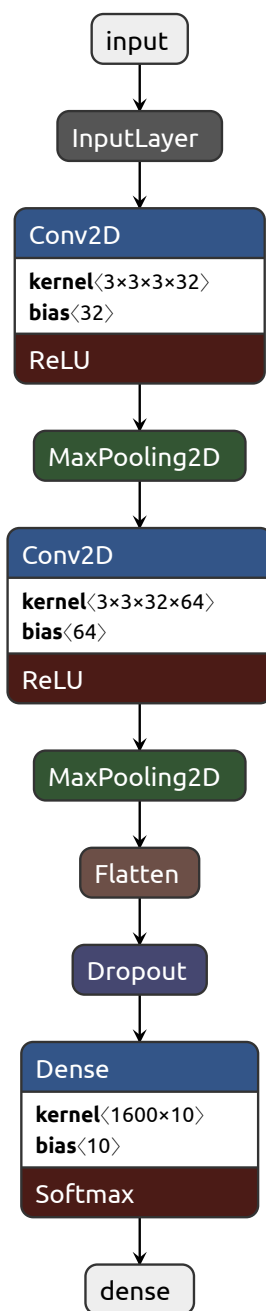 input
InputLayer
Conv2D
kernel〈3×3×3×32〉
bias〈32〉
ReLU
MaxPooling2D
Conv2D
kernel〈3×3×32×64〉
bias〈64〉
ReLU
MaxPooling2D
Flatten
Dropout
Dense
kernel〈1600×10〉
bias〈10〉
Softmax
dense